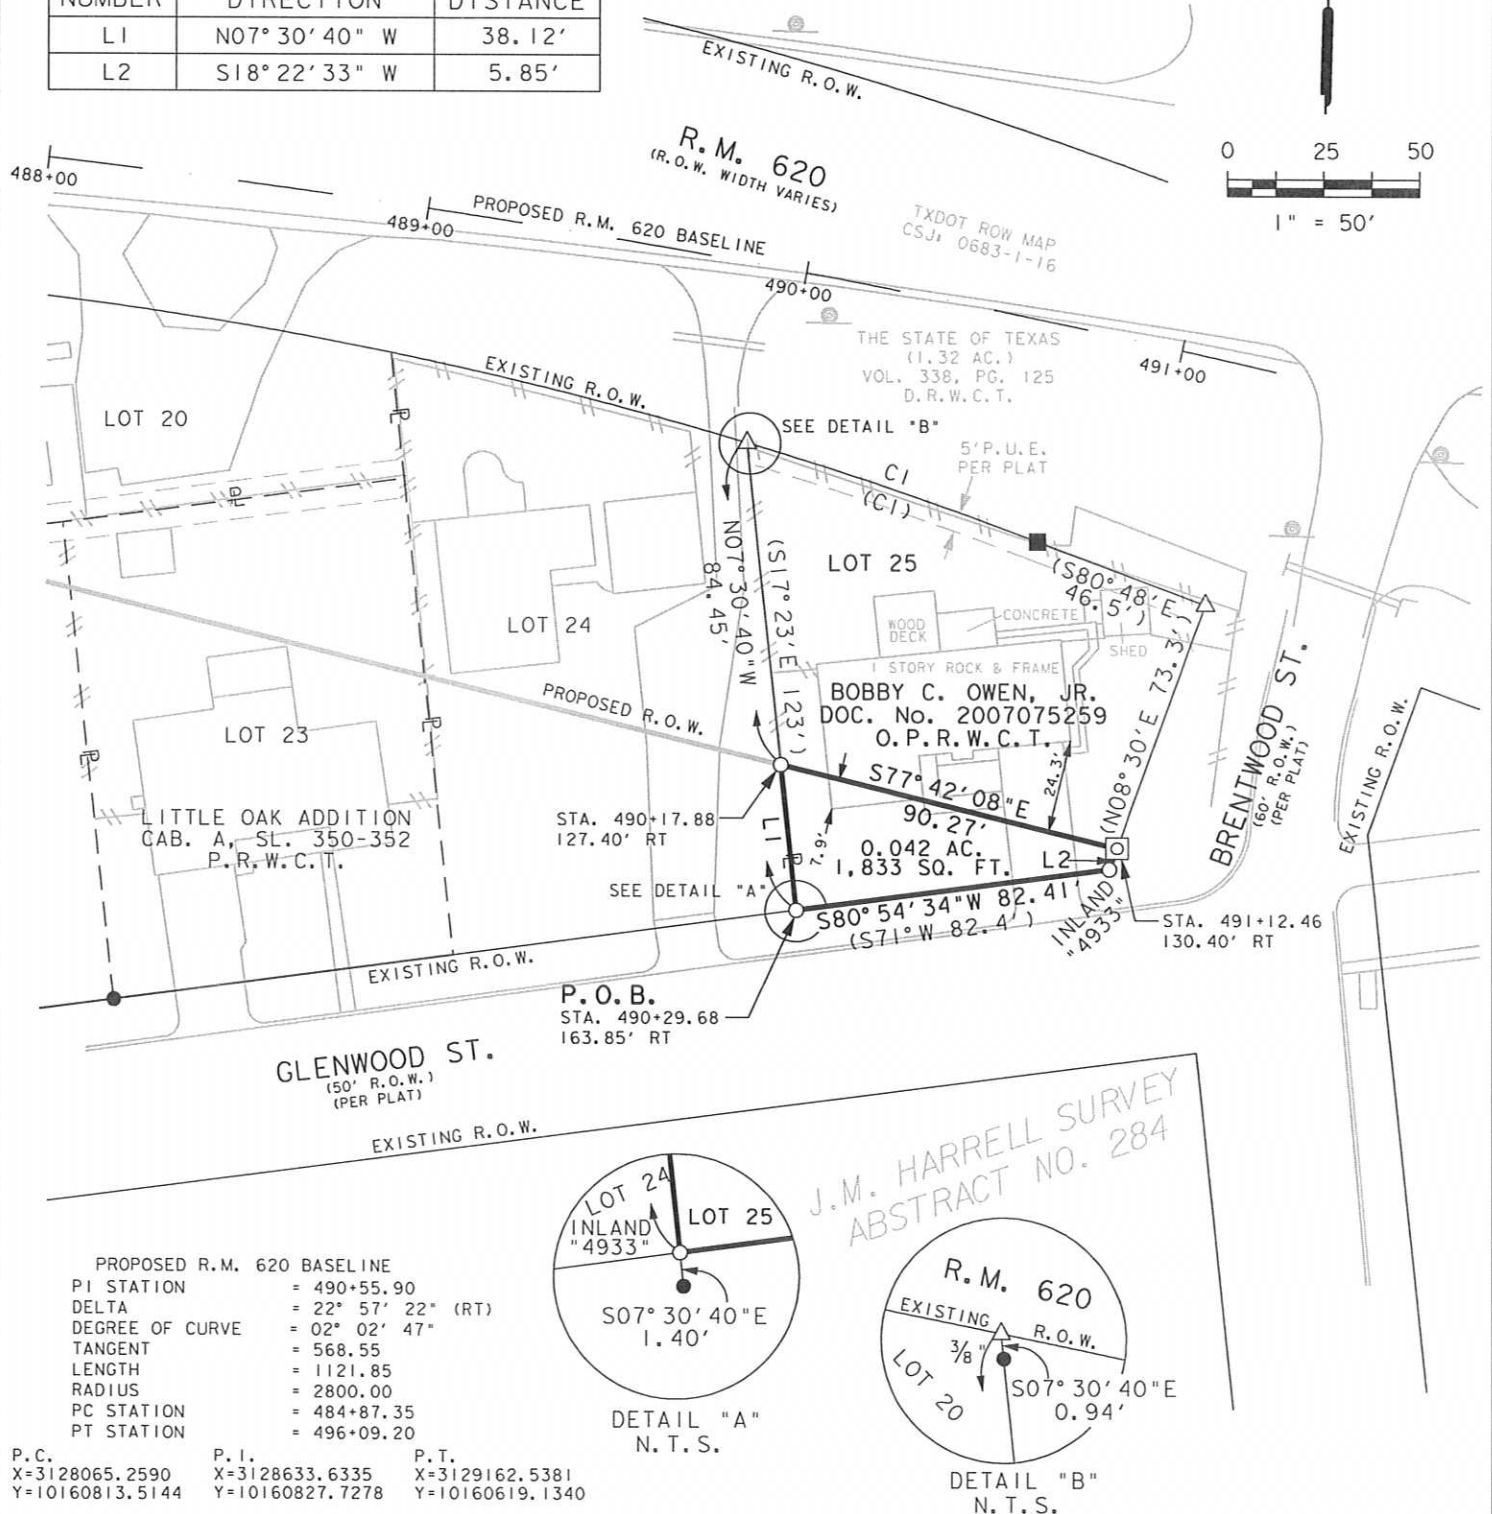 NUMBER DIRECTION DISTANCE
L1 N07°30'40" W 38.12'
L2 S18°22'33" W 5.85'
EXISTING R.O.W.
R.M. 620
(R.O.W. WIDTH VARIES)
0 25 50
1" = 50'
488+00
489+00
PROPOSED R.M. 620 BASELINE
TXDOT ROW MAP
CSJ: 0683-1-16
490+00
THE STATE OF TEXAS
(1.32 AC.)
VOL. 338, PG. 125
D.R.W.C.T.
491+00
EXISTING R.O.W.
LOT 20
SEE DETAIL "B"
5'P.U.E.
PER PLAT
C1
(C1)
PL
PL
N07°30'40"W
84.45'
(S17°23'E 123')
LOT 25
(S80°48'E
46.5')
LOT 24
WOOD
DECK
CONCRETE
SHED
1 STORY ROCK & FRAME
(N08°30'E 73.3')
BOBBY C. OWEN, JR.
DOC. No. 2007075259
O.P.R.W.C.T.
PROPOSED R.O.W.
LOT 23
PL
PL
BRENTWOOD ST.
(60' R.O.W.)
(PER PLAT)
EXISTING R.O.W.
S77°42'08"E
90.27'
24.3'
LITTLE OAK ADDITION
CAB. A, SL. 350-352
P.R.W.C.T.
STA. 490+17.88
127.40' RT
L1
PL
7.9'
0.042 AC.
1,833 SQ. FT.
L2
SEE DETAIL "A"
S80°54'34"W 82.41'
(S71°W 82.4')
INLAND
"4933"
STA. 491+12.46
130.40' RT
EXISTING R.O.W.
P.O.B.
STA. 490+29.68
163.85' RT
GLENWOOD ST.
(50' R.O.W.)
(PER PLAT)
EXISTING R.O.W.
J.M. HARRELL SURVEY
ABSTRACT NO. 284
LOT 24
INLAND
"4933"
LOT 25
S07°30'40"E
1.40'
DETAIL "A"
N.T.S.
R.M. 620
EXISTING R.O.W.
3/8"
LOT 20
S07°30'40"E
0.94'
DETAIL "B"
N.T.S.
PROPOSED R.M. 620 BASELINE
PI STATION = 490+55.90
DELTA = 22° 57' 22" (RT)
DEGREE OF CURVE = 02° 02' 47"
TANGENT = 568.55
LENGTH = 1121.85
RADIUS = 2800.00
PC STATION = 484+87.35
PT STATION = 496+09.20
P.C. P.I. P.T.
X=3128065.2590 X=3128633.6335 X=3129162.5381
Y=10160813.5144 Y=10160827.7278 Y=10160619.1340